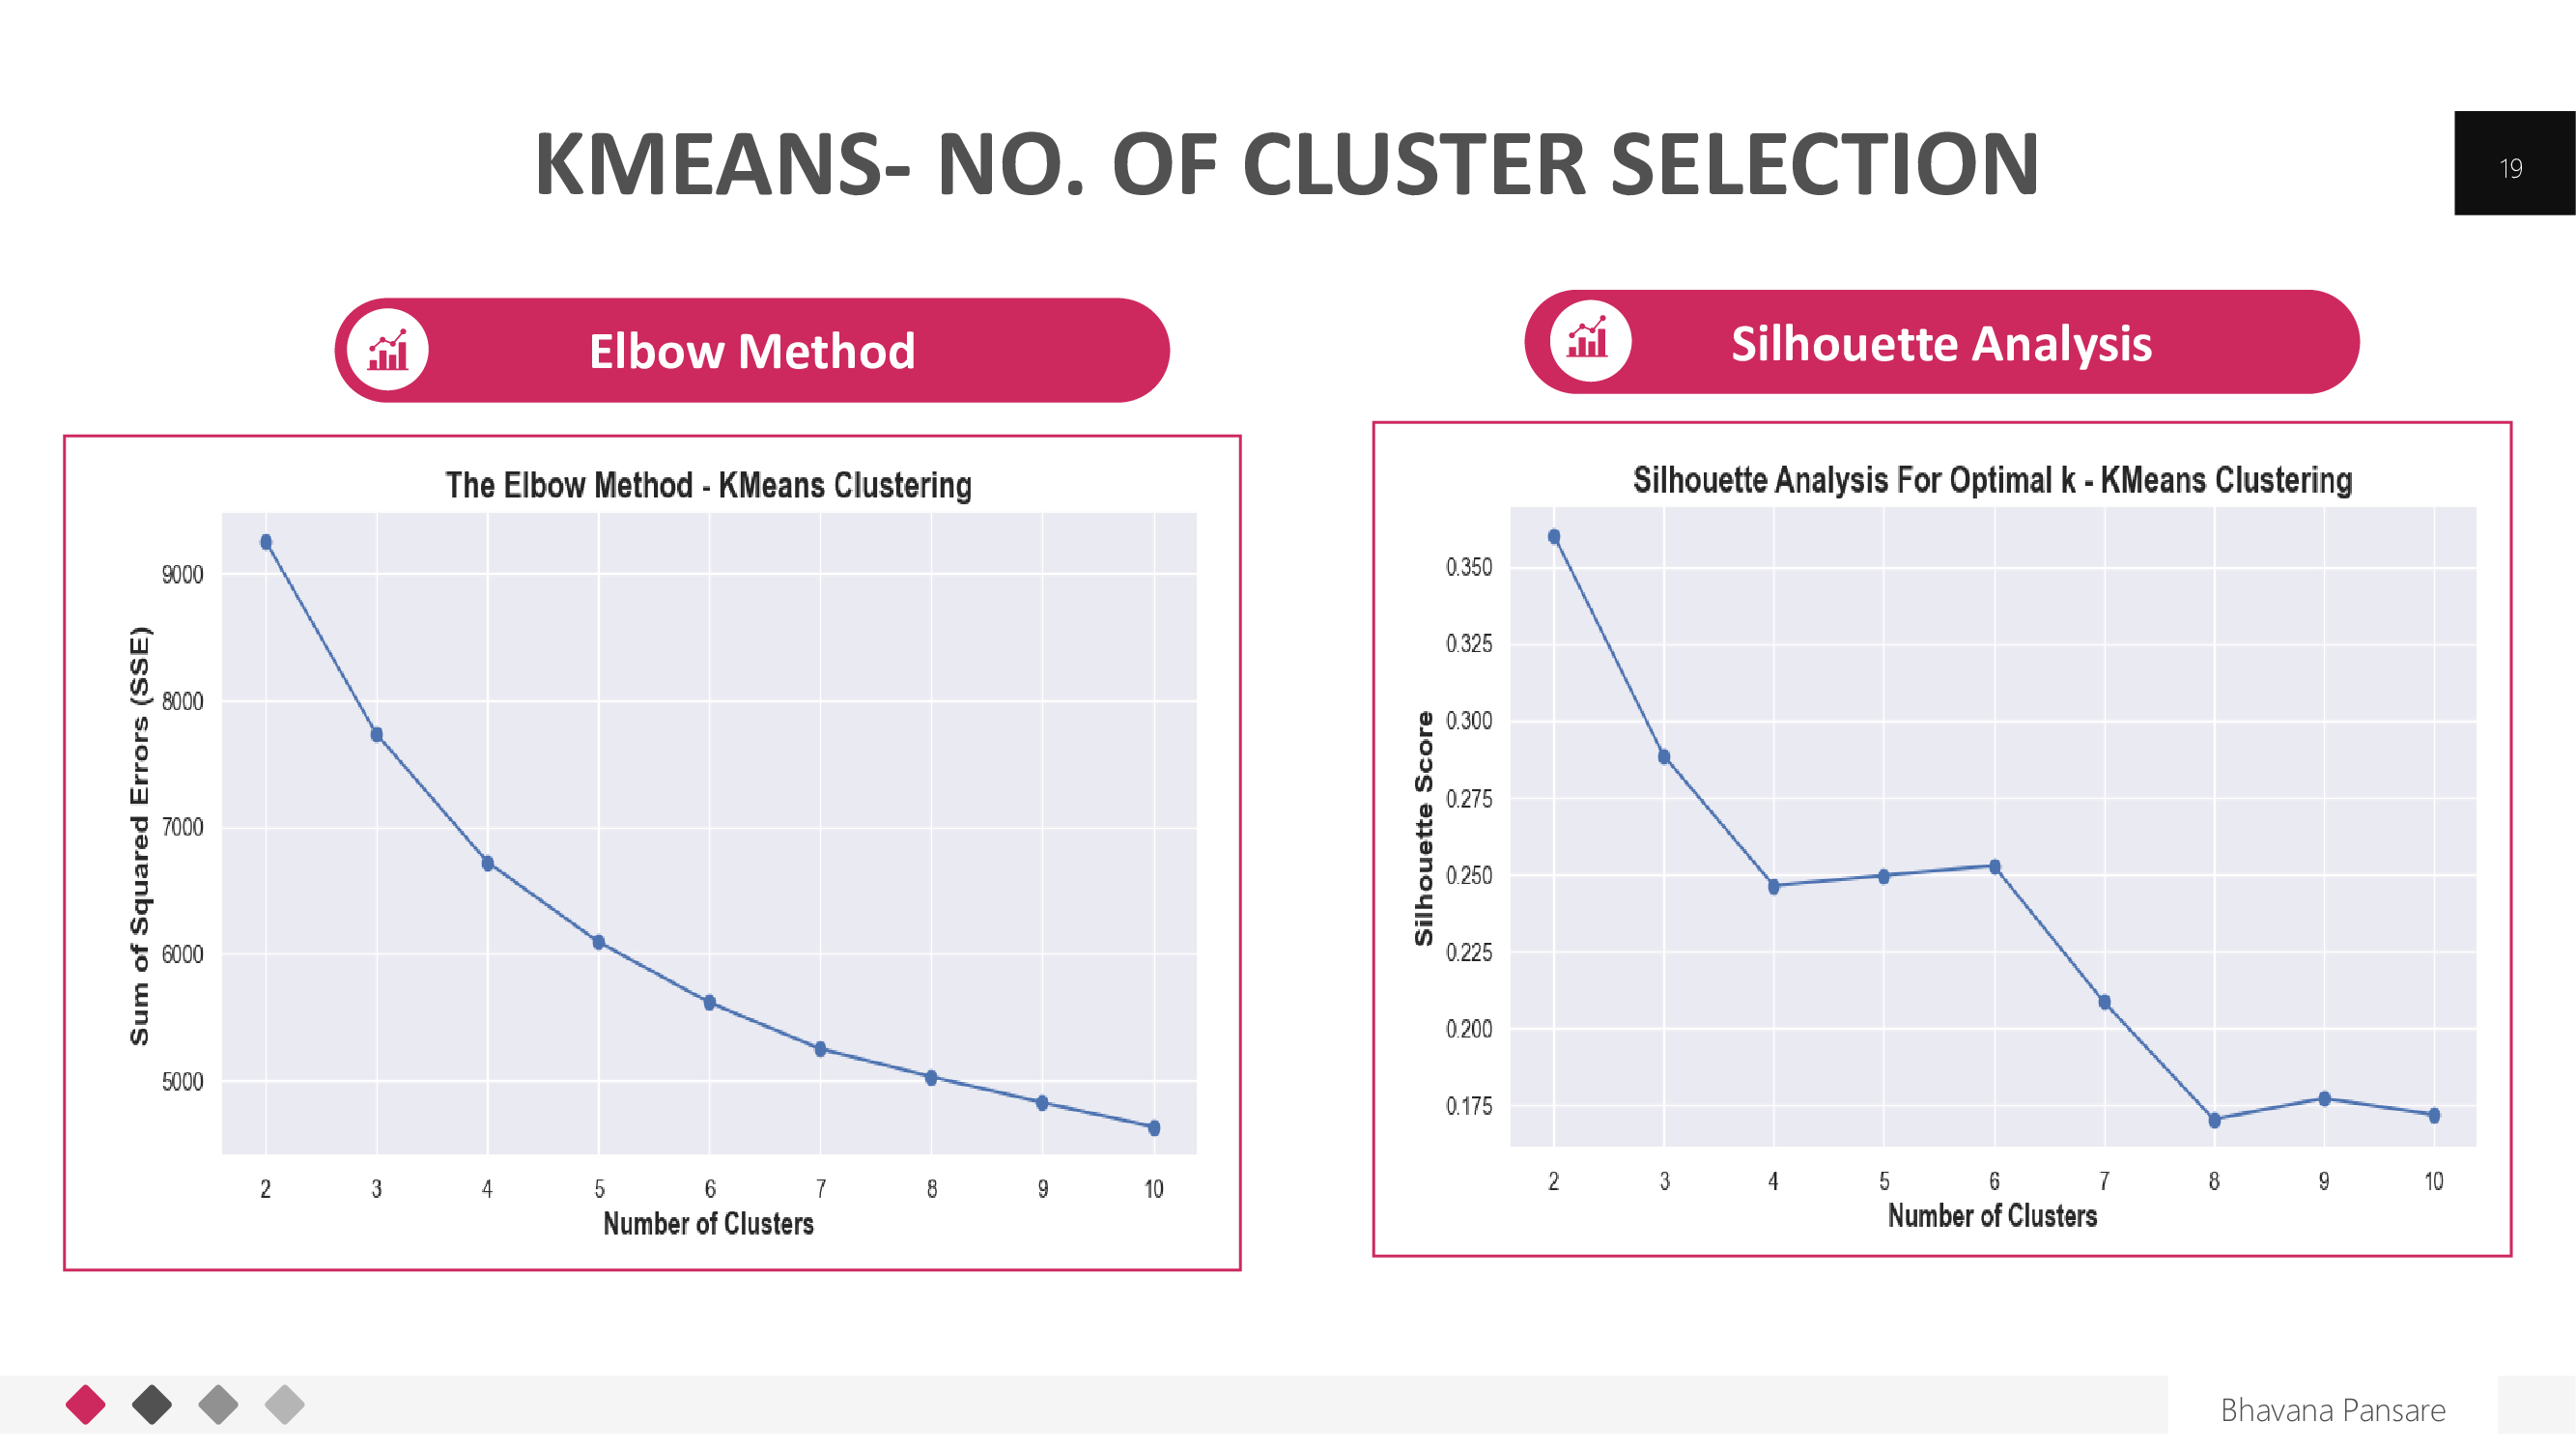 KMEANS- NO. OF CLUSTER SELECTION
19
Elbow Method
The Elbow Method - KMeans Clustering
Sum of Squared Errors (SSE)
9000
8000
7000
6000
5000
2 3 4 5 6 7 8 9 10
Number of Clusters
Silhouette Analysis
Silhouette Analysis For Optimal k - KMeans Clustering
Silhouette Score
0.350
0.325
0.300
0.275
0.250
0.225
0.200
0.175
2 3 4 5 6 7 8 9 10
Number of Clusters
Bhavana Pansare